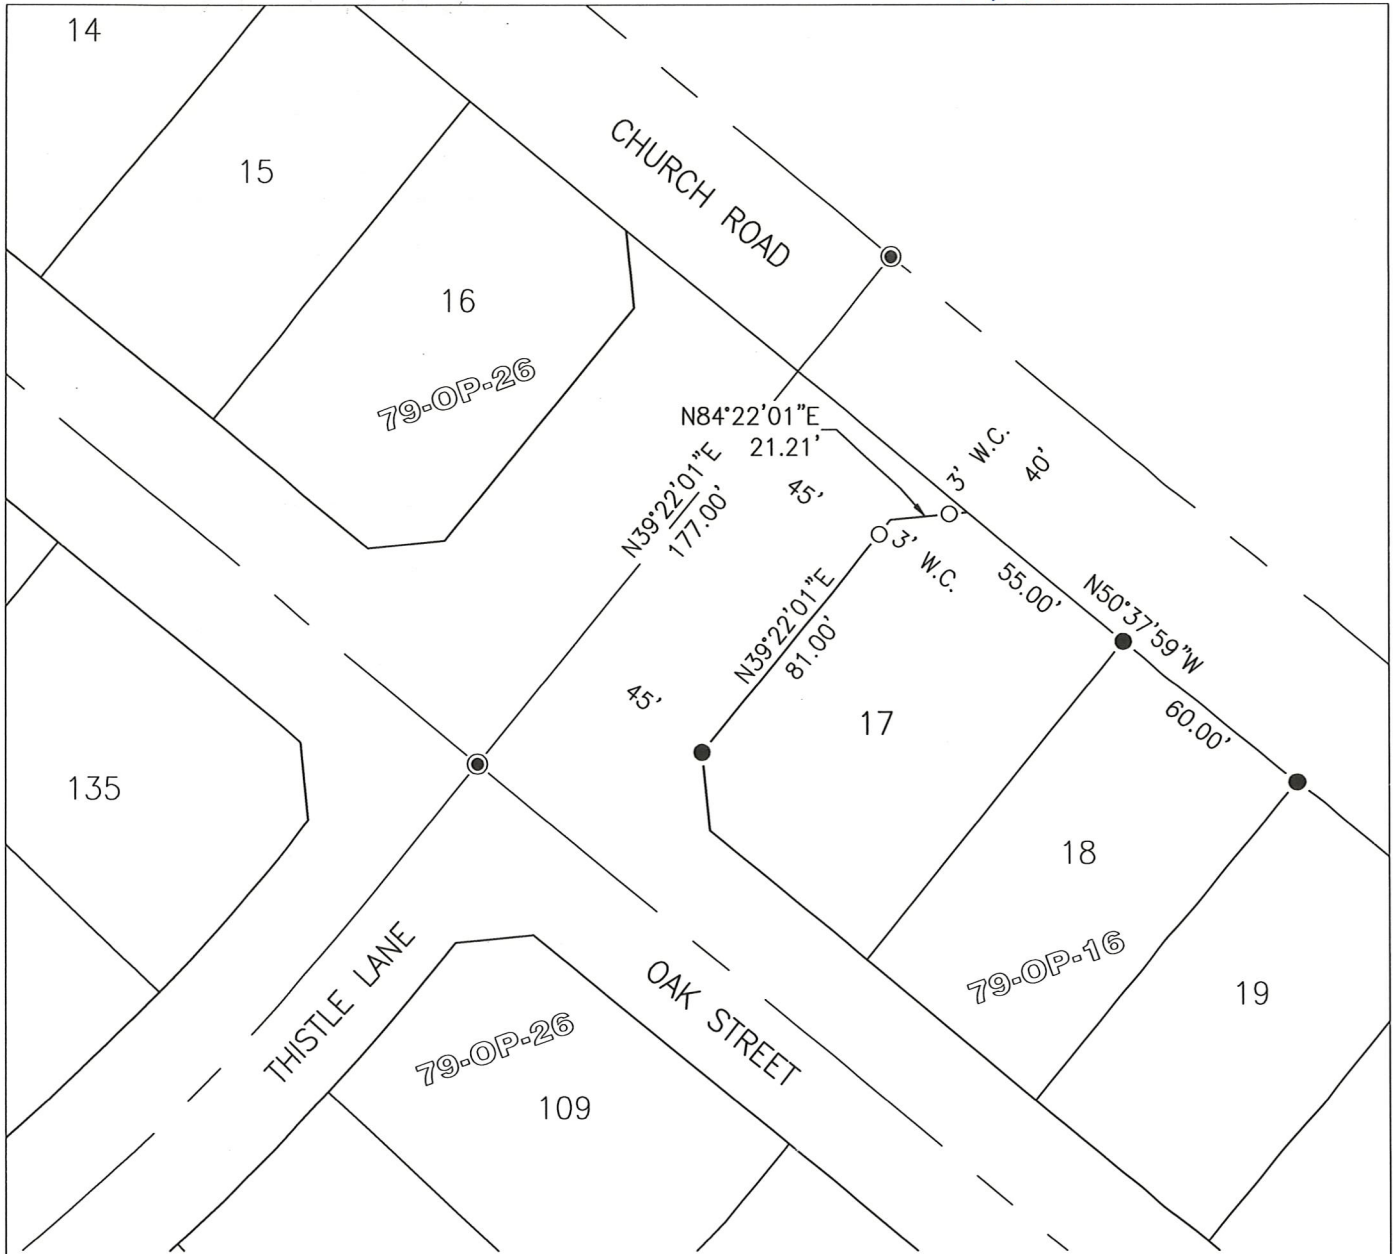 14
15
16
79-OP-26
CHURCH ROAD
N84°22'01"E
21.21'
N39°22'01"E
177.00'
45'
3' W.C.
40'
3' W.C.
55.00'
N50°37'59"W
60.00'
N39°22'01"E
81.00'
45'
17
135
18
79-OP-16
19
THISTLE LANE
OAK STREET
79-OP-26
109